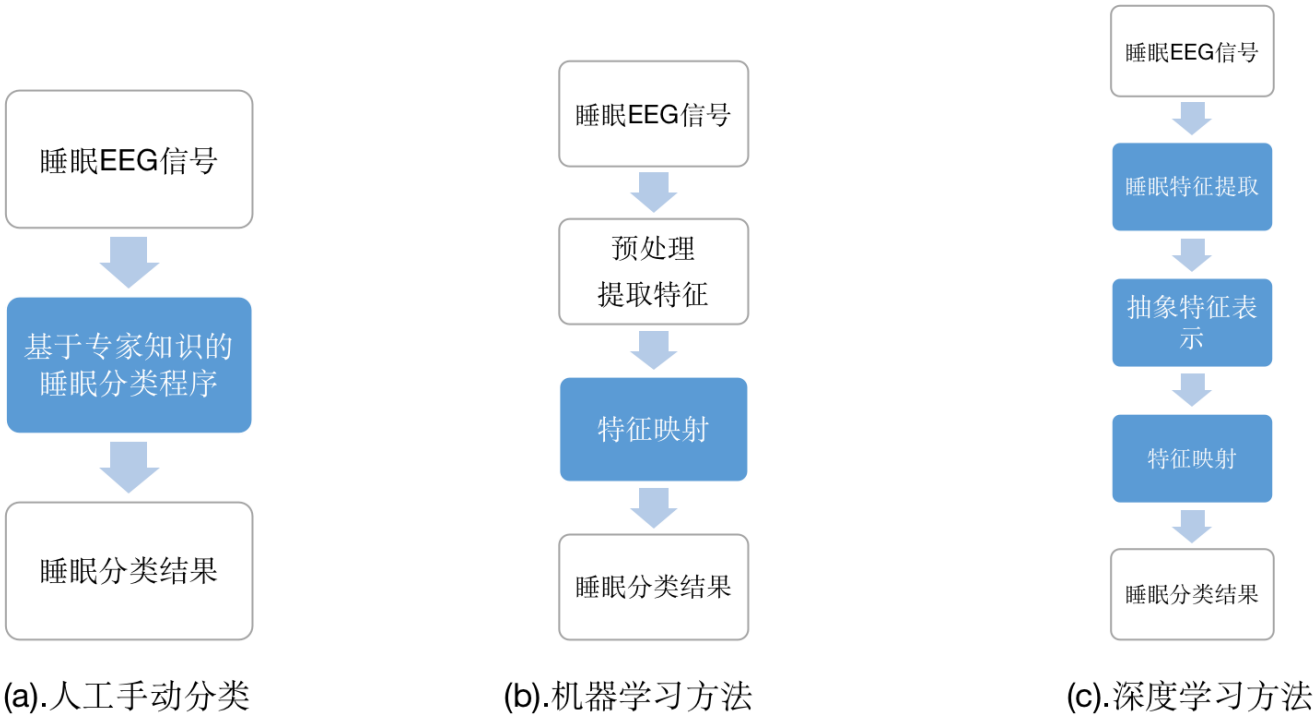 睡眠EEG信号
基于专家知识的
睡眠分类程序
睡眠分类结果
(a).人工手动分类
睡眠EEG信号
预处理
提取特征
特征映射
睡眠分类结果
(b).机器学习方法
睡眠EEG信号
睡眠特征提取
抽象特征表
示
特征映射
睡眠分类结果
(c).深度学习方法